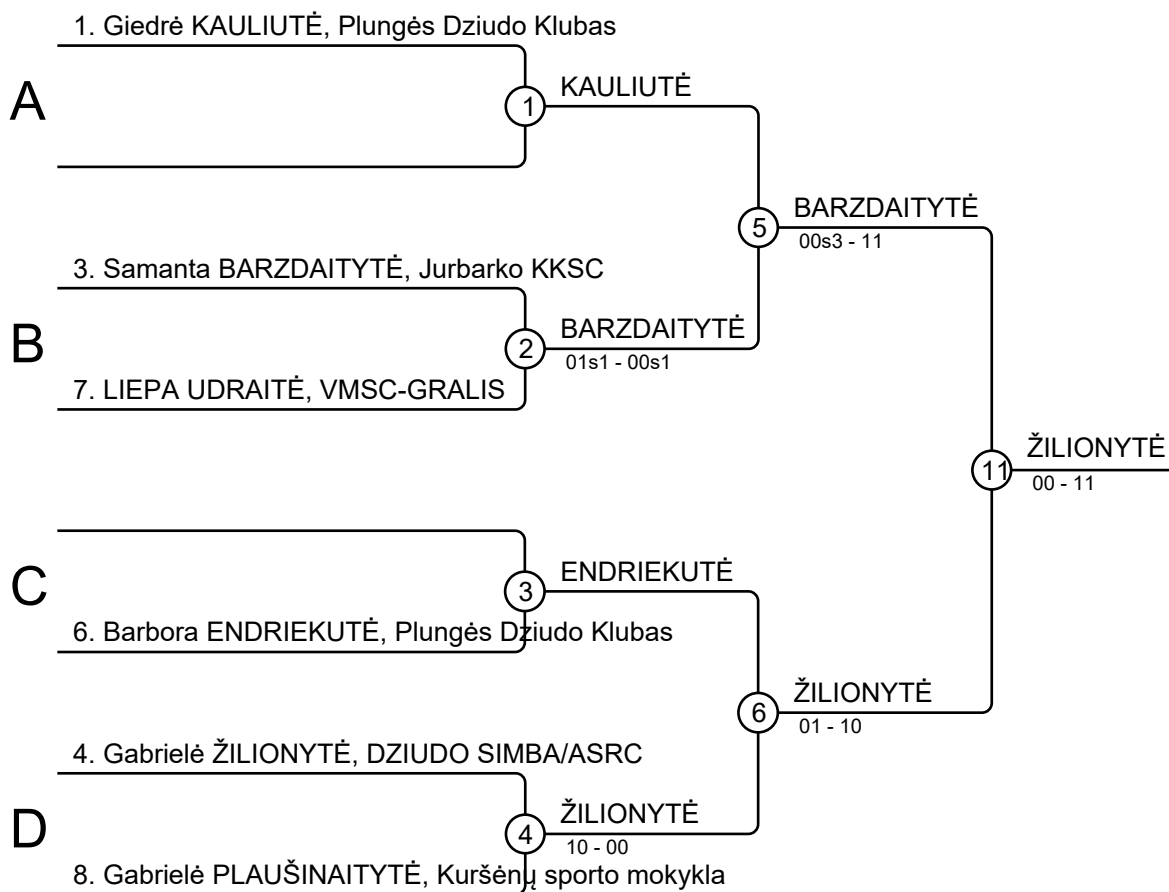 1. Giedrė KAULIUTĖ, Plungės Dziudo Klubas
A
1
KAULIUTĖ
5
BARZDAITYTĖ
00s3 - 11
3. Samanta BARZDAITYTĖ, Jurbarko KKSC
B
2
BARZDAITYTĖ
01s1 - 00s1
7. LIEPA UDRAITĖ, VMSC-GRALIS
11
ŽILIONYTĖ
00 - 11
C
3
ENDRIEKUTĖ
6. Barbora ENDRIEKUTĖ, Plungės Dziudo Klubas
6
ŽILIONYTĖ
01 - 10
4. Gabrielė ŽILIONYTĖ, DZIUDO SIMBA/ASRC
D
4
ŽILIONYTĖ
10 - 00
8. Gabrielė PLAUŠINAITYTĖ, Kuršėnų sporto mokykla